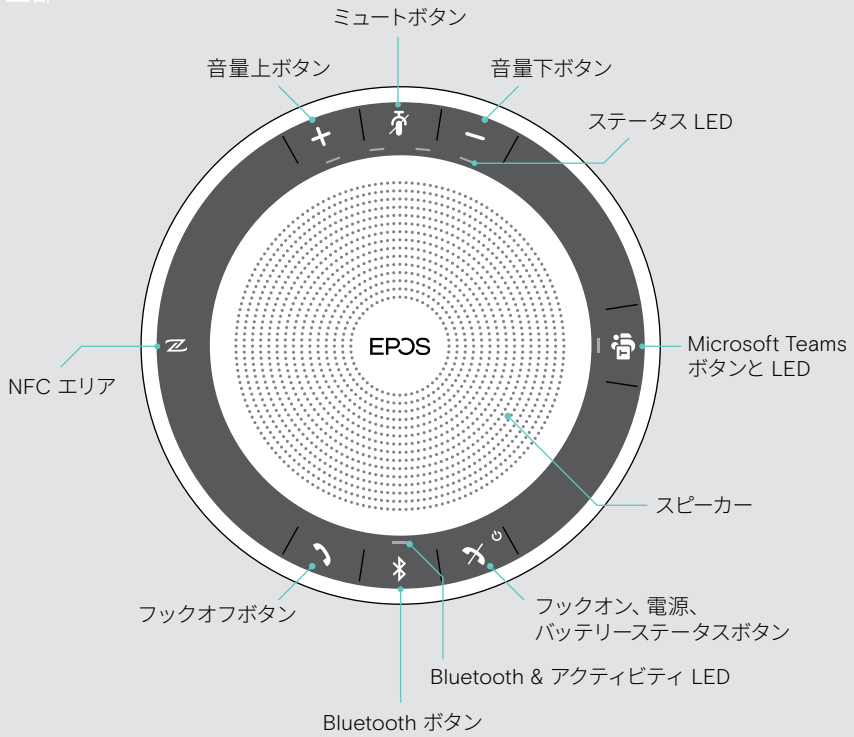 ミュートボタン
音量上ボタン
音量下ボタン
ステータス LED
EPOS
Microsoft Teams
ボタンと LED
NFC エリア
スピーカー
フックオフボタン
フックオン、電源、
バッテリーステータスボタン
Bluetooth & アクティビティ LED
Bluetooth ボタン